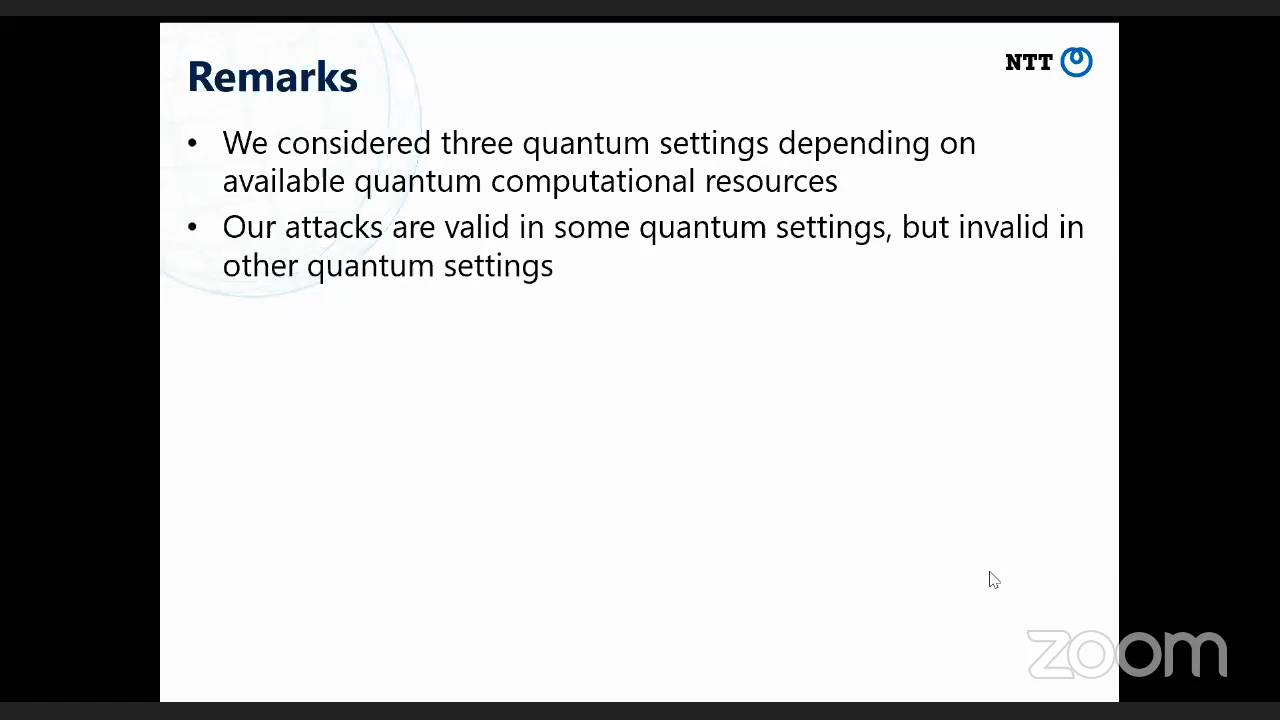 Remarks
NTT
• We considered three quantum settings depending on
available quantum computational resources
• Our attacks are valid in some quantum settings, but invalid in
other quantum settings
zoom